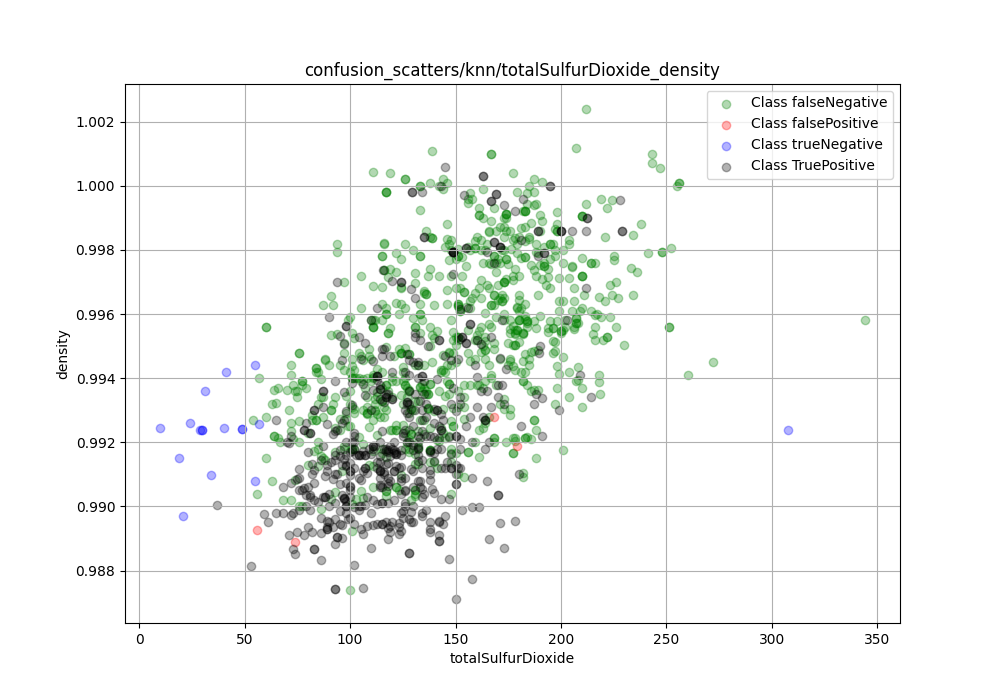 confusion_scatters/knn/totalSulfurDioxide_density
Class falseNegative
Class falsePositive
Class trueNegative
Class TruePositive
1.002
1.000
0.998
0.996
0.994
0.992
0.990
0.988
density
0 50 100 150 200 250 300 350
totalSulfurDioxide